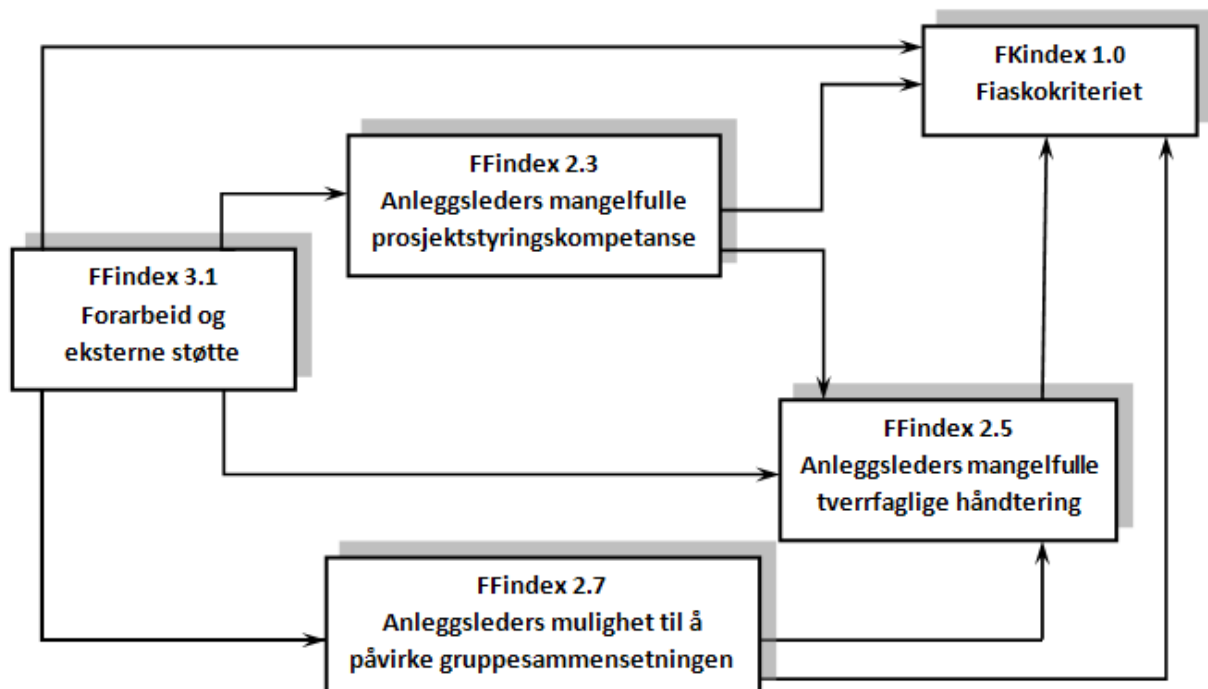 FKindex 1.0
Fiaskokriteriet
FFindex 2.3
Anleggsleders mangelfulle
prosjektstyringskompetanse
FFindex 3.1
Forarbeid og
eksterne støtte
FFindex 2.5
Anleggsleders mangelfulle
tverrfaglige håndtering
FFindex 2.7
Anleggsleders mulighet til å
påvirke gruppesammensetningen